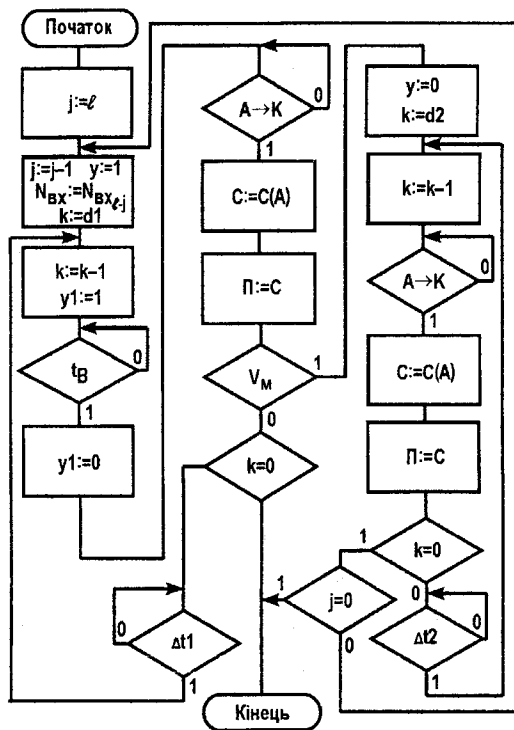 Початок
j:=ℓ
j:=j–1 y:=1
Nвх:=Nвхℓ-j
k:=d1
k:=k–1
y1:=1
tВ
0
1
y1:=0
A→K
0
1
C:=C(A)
П:=C
VМ
1
0
k=0
Δt1
0
1
Кінець
y:=0
k:=d2
k:=k–1
A→K
0
1
C:=C(A)
П:=C
k=0
1
0
j=0
1
0
Δt2
0
1